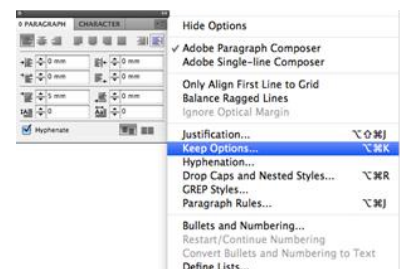 PARAGRAPH CHARACTER
0 mm 0 mm
0 mm 0 mm
5 mm 0 mm
0 0
Hyphenate
Hide Options
✓ Adobe Paragraph Composer
Adobe Single-line Composer
Only Align First Line to Grid
Balance Ragged Lines
Ignore Optical Margin
Justification... ⌥⇧⌘J
Keep Options... ⌥⌘K
Hyphenation...
Drop Caps and Nested Styles... ⌥⌘R
GREP Styles...
Paragraph Rules... ⌥⌘J
Bullets and Numbering...
Restart/Continue Numbering
Convert Bullets and Numbering to Text
Define Lists...